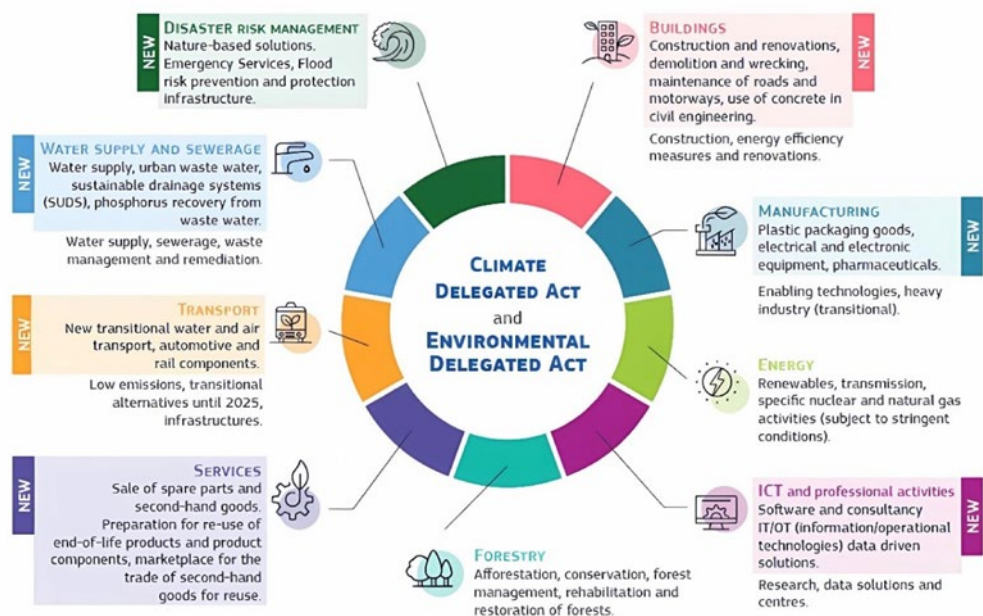 NEW
DISASTER RISK MANAGEMENT
Nature-based solutions.
Emergency Services, Flood
risk prevention and protection
infrastructure.
BUILDINGS
Construction and renovations,
demolition and wrecking,
maintenance of roads and
motorways, use of concrete in
civil engineering.
NEW
Construction, energy efficiency
measures and renovations.
NEW
WATER SUPPLY AND SEWERAGE
Water supply, urban waste water,
sustainable drainage systems
(SUDS), phosphorus recovery from
waste water.
Water supply, sewerage, waste
management and remediation.
MANUFACTURING
Plastic packaging goods,
electrical and electronic
equipment, pharmaceuticals.
NEW
Enabling technologies, heavy
industry (transitional).
CLIMATE
DELEGATED ACT
and
ENVIRONMENTAL
DELEGATED ACT
NEW
TRANSPORT
New transitional water and air
transport, automotive and
rail components.
Low emissions, transitional
alternatives until 2025,
infrastructures.
ENERGY
Renewables, transmission,
specific nuclear and natural gas
activities (subject to stringent
conditions).
NEW
SERVICES
Sale of spare parts and
second-hand goods.
Preparation for re-use of
end-of-life products and product
components, marketplace for the
trade of second-hand
goods for reuse.
FORESTRY
Afforestation, conservation, forest
management, rehabilitation and
restoration of forests.
ICT and professional activities
Software and consultancy
IT/OT (information/operational
technologies) data driven
solutions.
NEW
Research, data solutions and
centres.